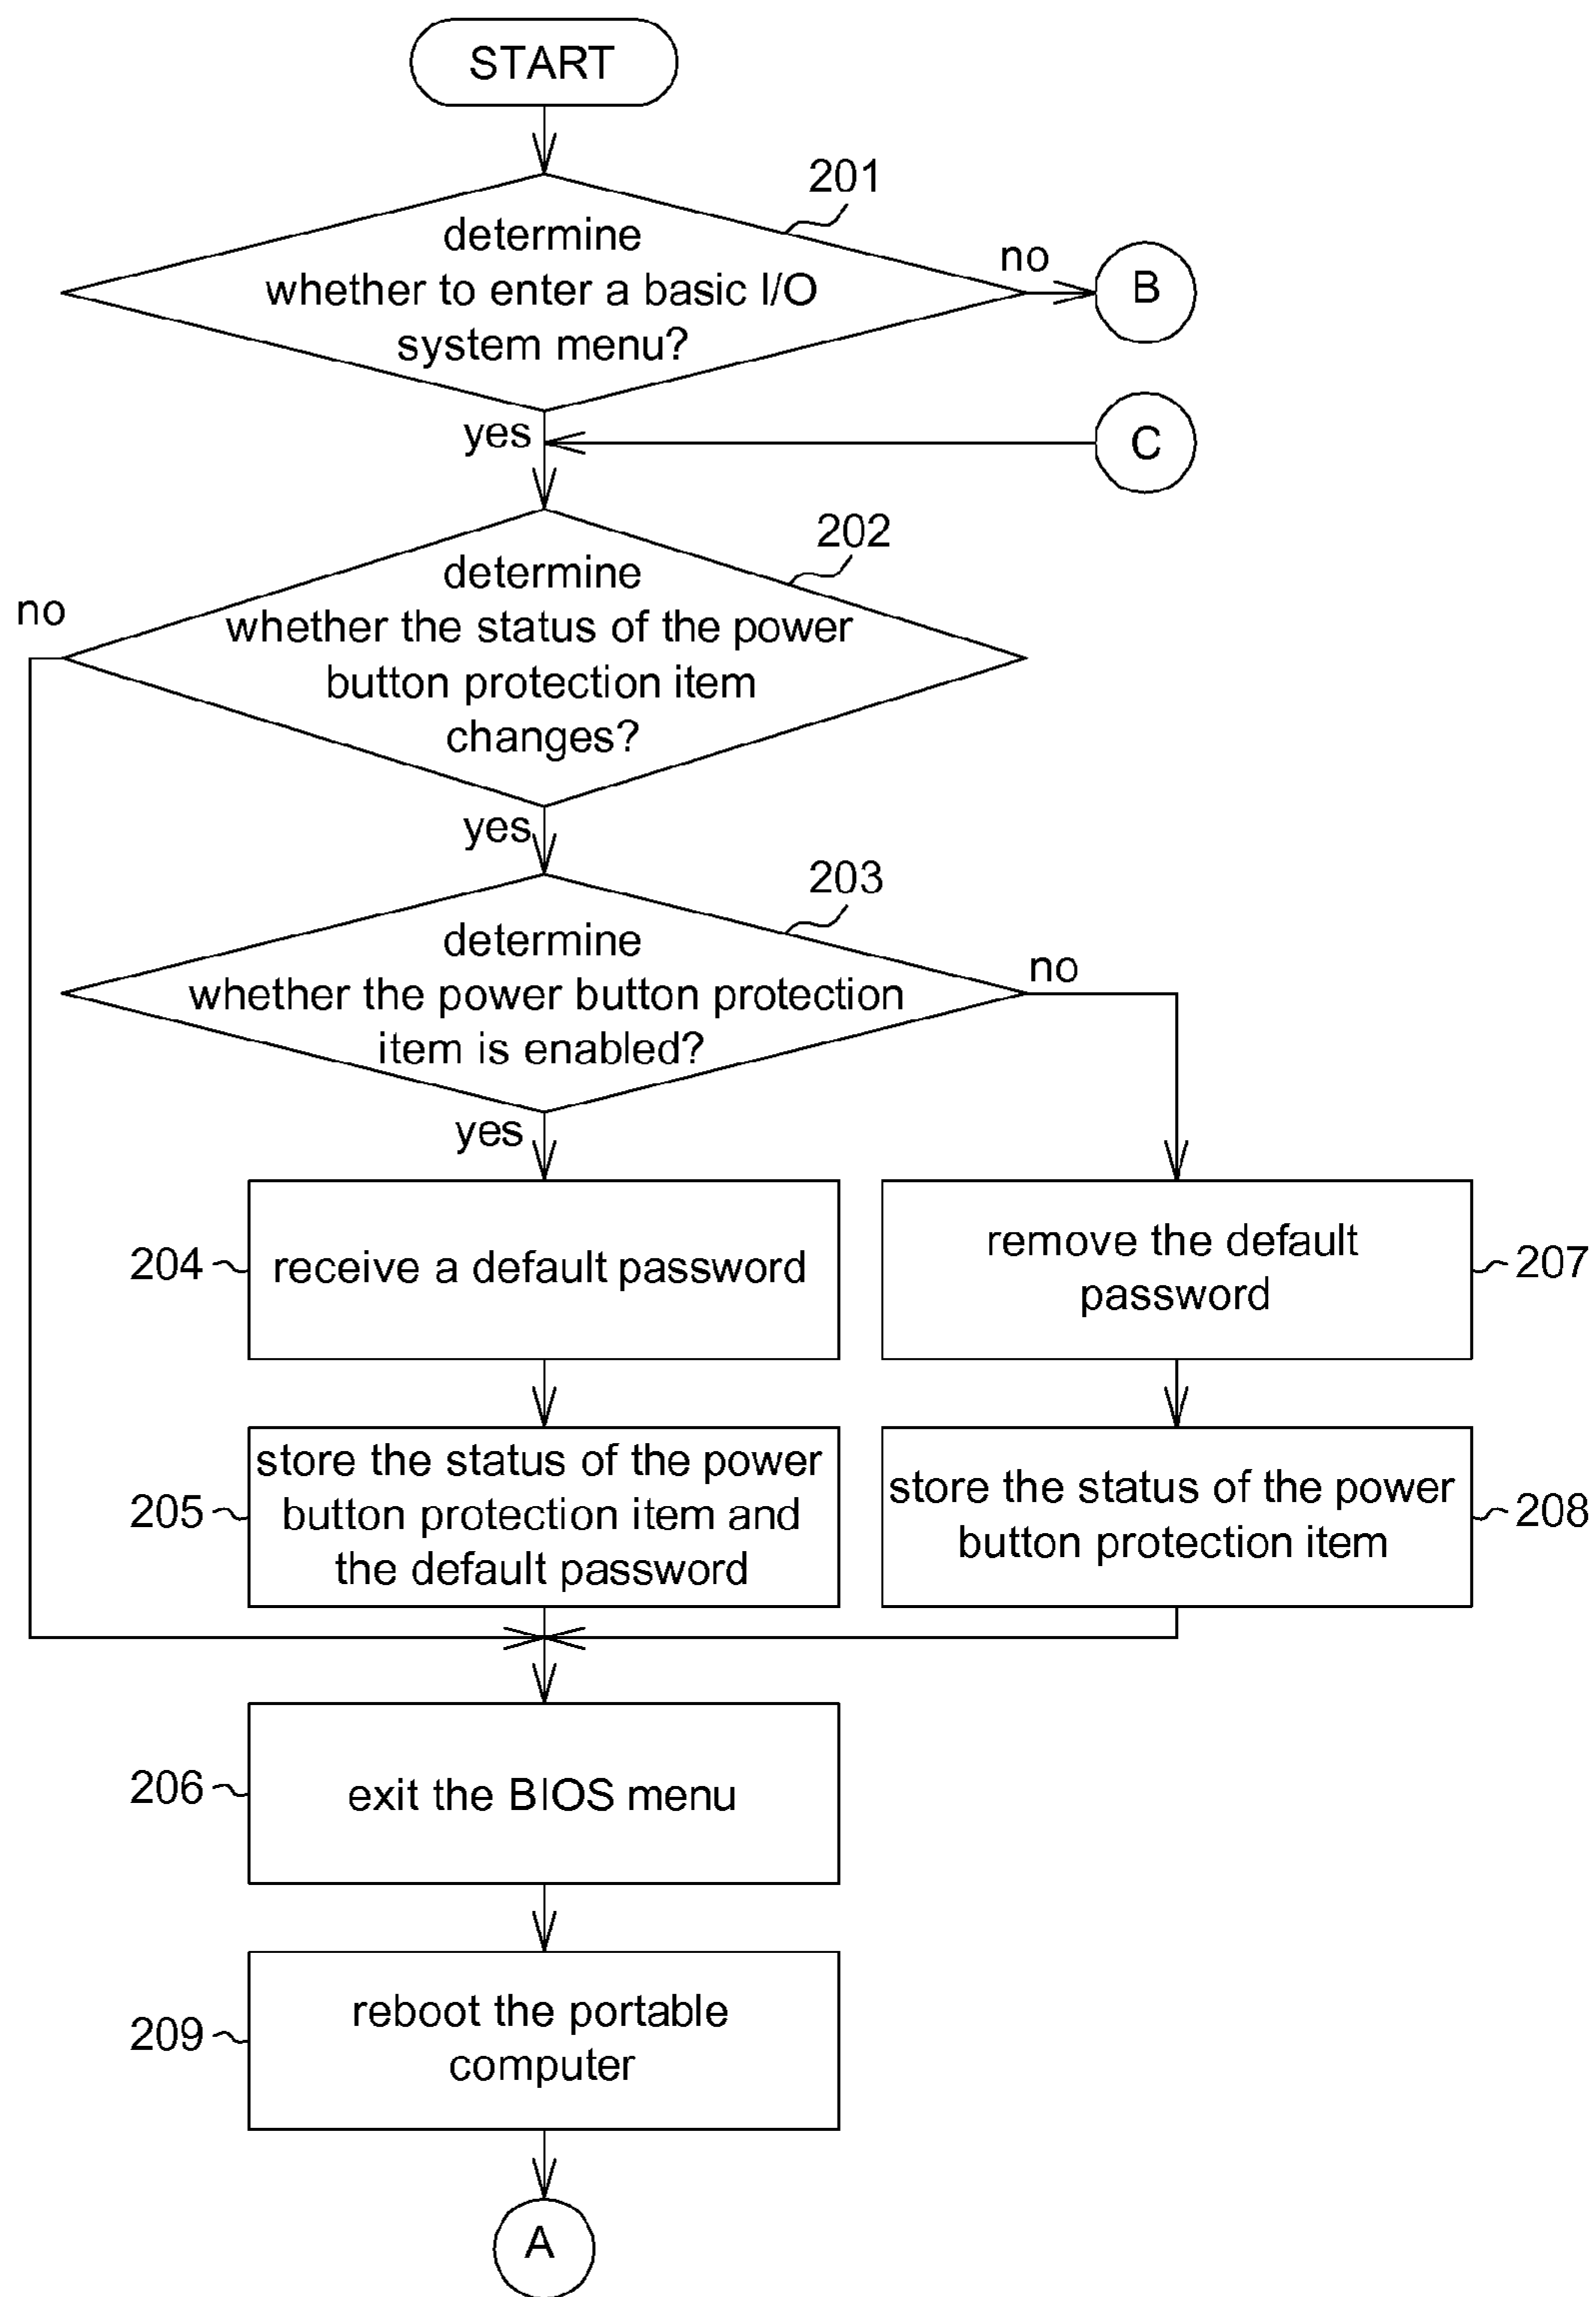 START
201
determine
whether to enter a basic I/O
system menu?
no
B
yes
C
202
determine
whether the status of the power
button protection item
changes?
no
yes
203
determine
whether the power button protection
item is enabled?
no
yes
204
receive a default password
remove the default
password
207
205
store the status of the power
button protection item and
the default password
store the status of the power
button protection item
208
206
exit the BIOS menu
209
reboot the portable
computer
A